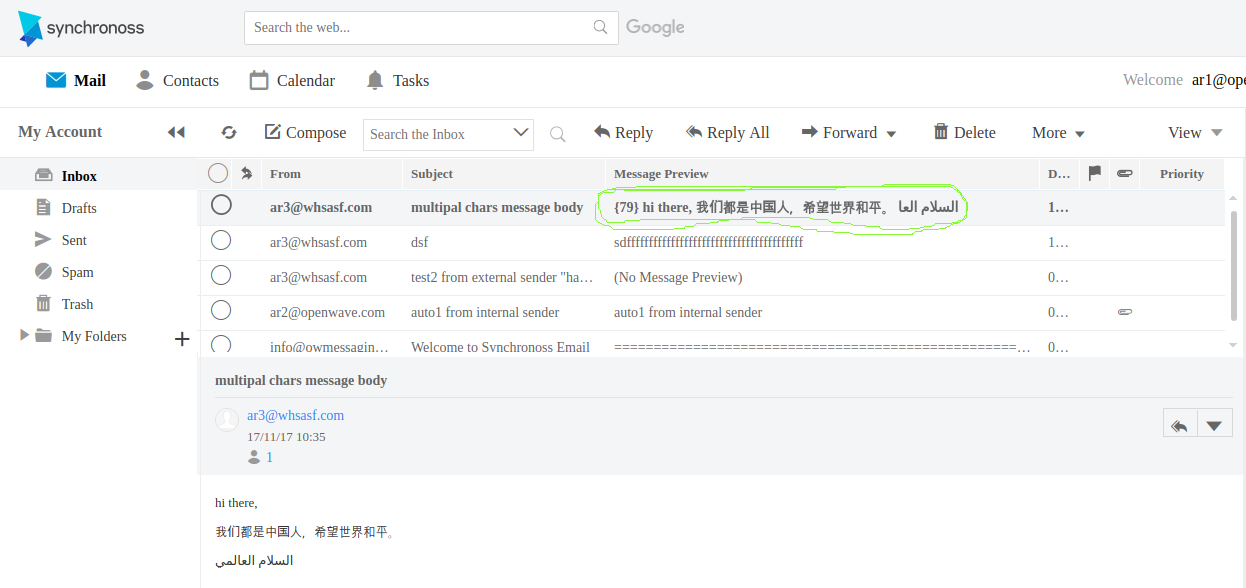 synchronoss
Search the web...
Google
Mail
Contacts
Calendar
Tasks
Welcome ar1@ope
My Account
Compose
Search the Inbox
Reply
Reply All
Forward
Delete
More
View
Inbox
Drafts
Sent
Spam
Trash
My Folders
From Subject Message Preview D... Priority
ar3@whsasf.com multipal chars message body {79} hi there, 我们都是中国人，希望世界和平。 السلام العا 1...
ar3@whsasf.com dsf 1...
ar3@whsasf.com test2 from external sender "ha... (No Message Preview) 0...
ar2@openwave.com auto1 from internal sender auto1 from internal sender 0...
info@owmessagin... Welcome to Synchronoss Email 0...
multipal chars message body
ar3@whsasf.com
17/11/17 10:35
1
hi there,
我们都是中国人，希望世界和平。
السلام العالمي